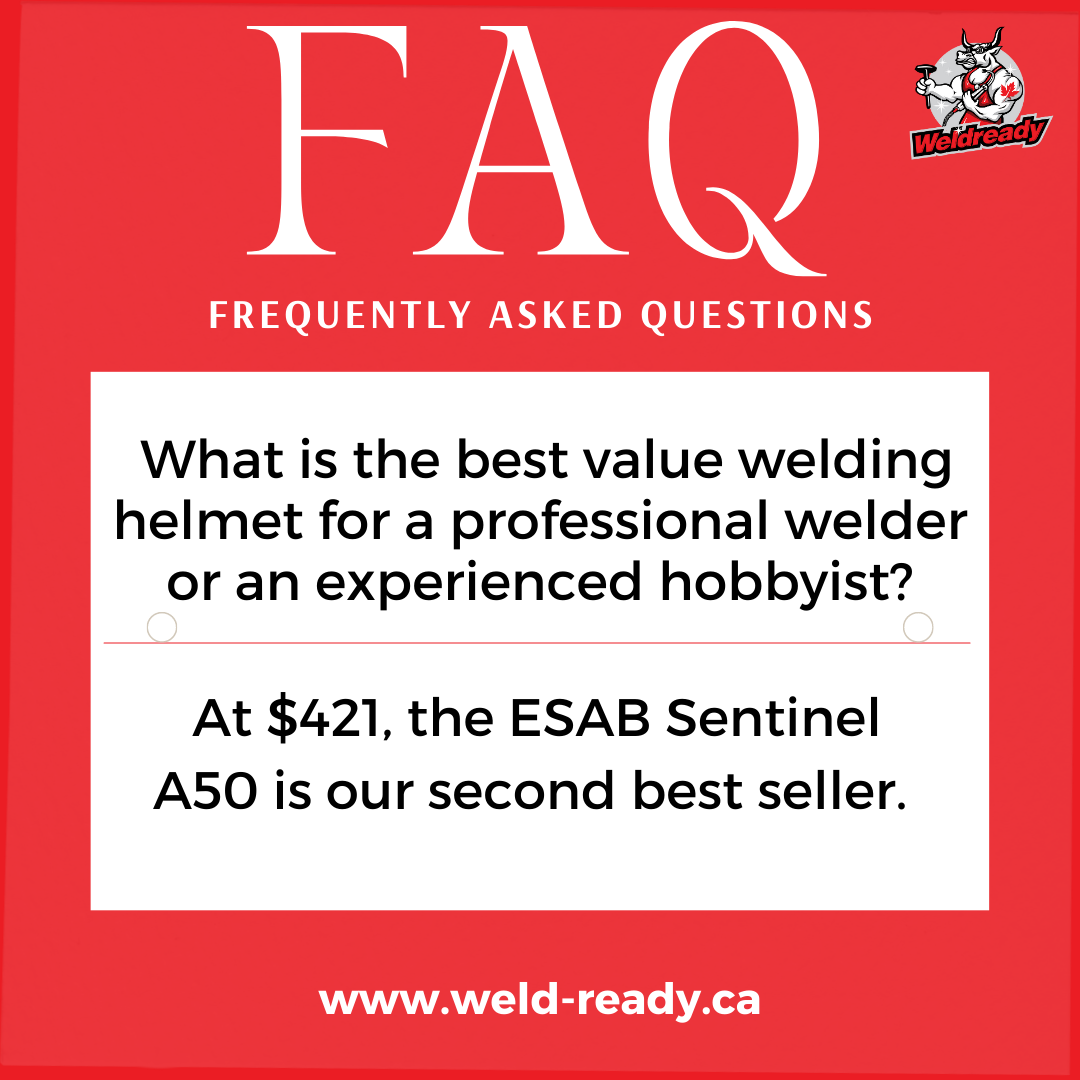 FAQ
Weldready
FREQUENTLY ASKED QUESTIONS
What is the best value welding
helmet for a professional welder
or an experienced hobbyist?
At $421, the ESAB Sentinel
A50 is our second best seller.
www.weld-ready.ca